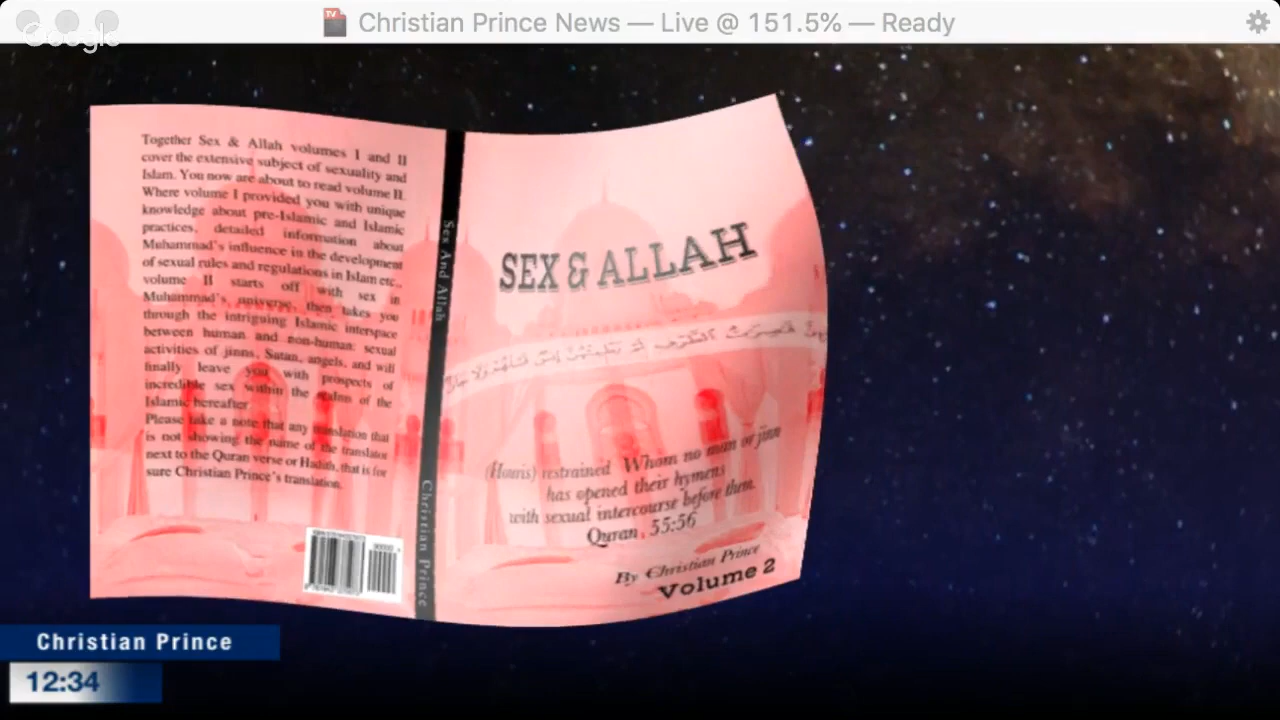 Christian Prince News — Live @ 151.5% — Ready
Google
Together Sex & Allah volumes I and II
cover the extensive subject of sexuality and
Islam. You now are about to read volume II.
Where volume I provided you with unique
knowledge about pre-Islamic and Islamic
practices, detailed information about
Muhammad's influence in the development
of sexual rules and regulations in Islam etc.,
volume II starts off with sex in
Muhammad's universe, then takes you
through the intriguing Islamic interspace
between human and non-human: sexual
activities of jinns, Satan, angels, and will
finally leave you with prospects of
incredible sex within the realms of the
Islamic hereafter
Please take a note that any translation that
is not showing the name of the translator
next to the Quran verse or Hadith, that is for
sure Christian Prince's translation.
Sex And Allah
Christian Prince
SEX & ALLAH
(Houris) restrained Whom no man or jinn
has opened their hymens
with sexual intercourse before them.
Quran, 55:56
By Christian Prince
Volume 2
Christian Prince
12:34